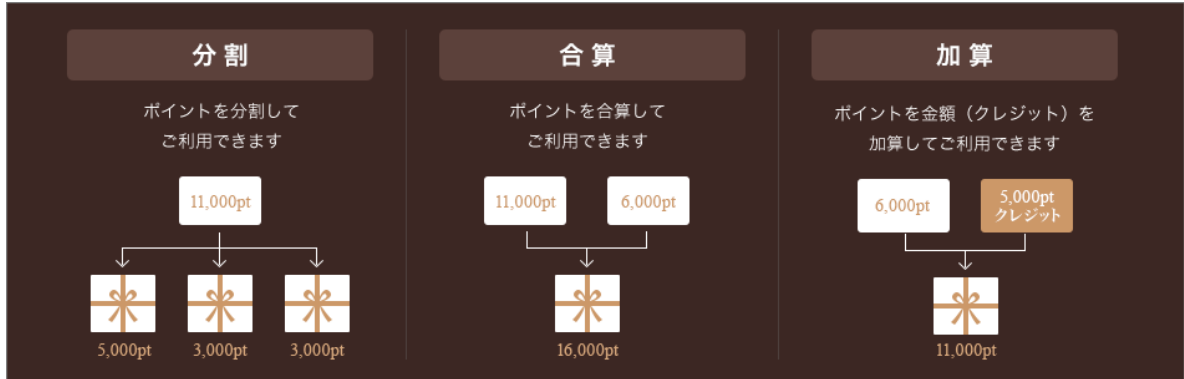 分割
ポイントを分割して
ご利用できます
11,000pt
5,000pt
3,000pt
3,000pt
合算
ポイントを合算して
ご利用できます
11,000pt
6,000pt
16,000pt
加算
ポイントを金額（クレジット）を
加算してご利用できます
6,000pt
5,000pt
クレジット
11,000pt